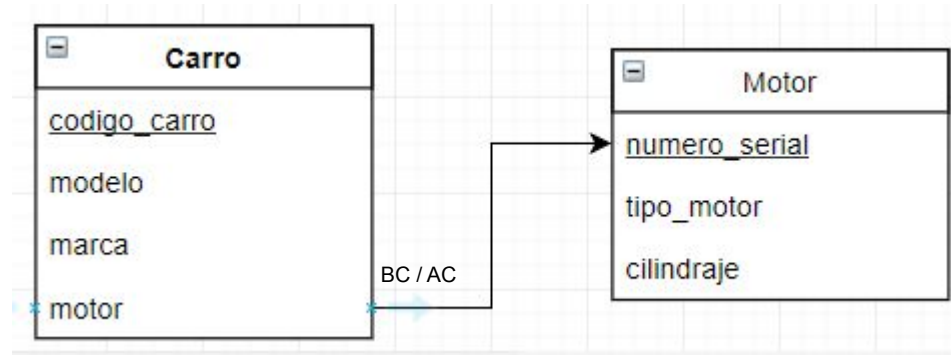 Carro
codigo_carro
modelo
marca
motor
BC / AC
Motor
numero_serial
tipo_motor
cilindraje